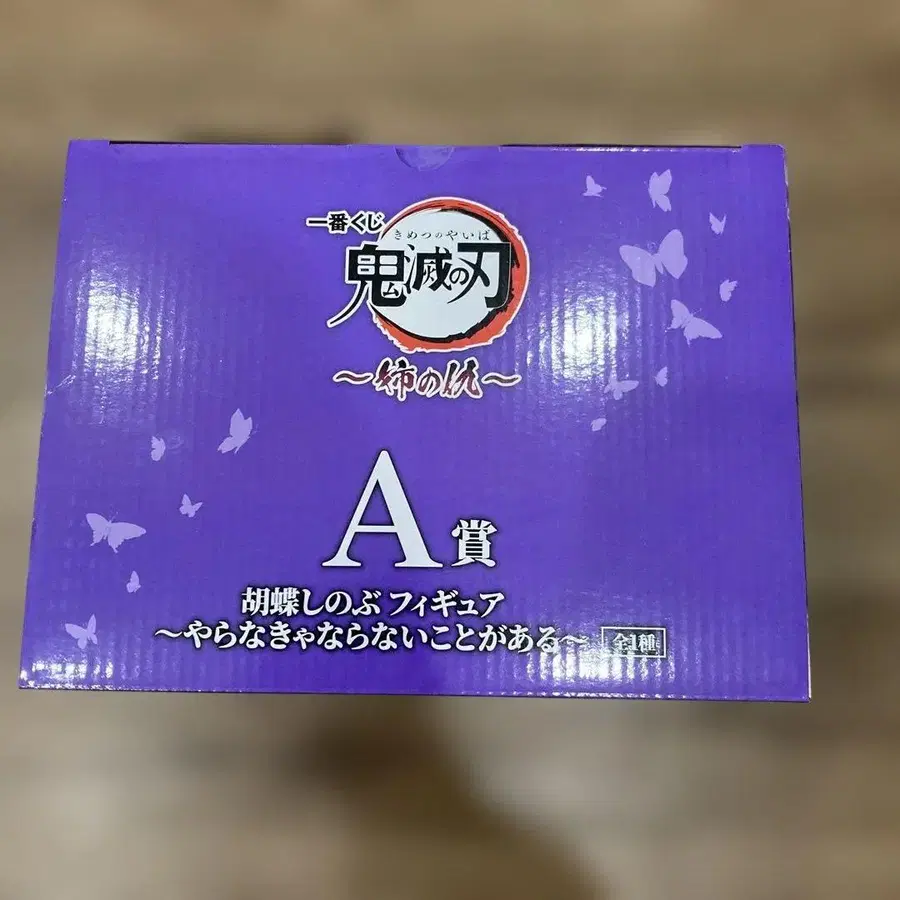 一番くじ
きめつのやいば
鬼滅の刃
～姉の仇～
A賞
胡蝶しのぶ フィギュア
～やらなきゃならないことがある～ 全1種